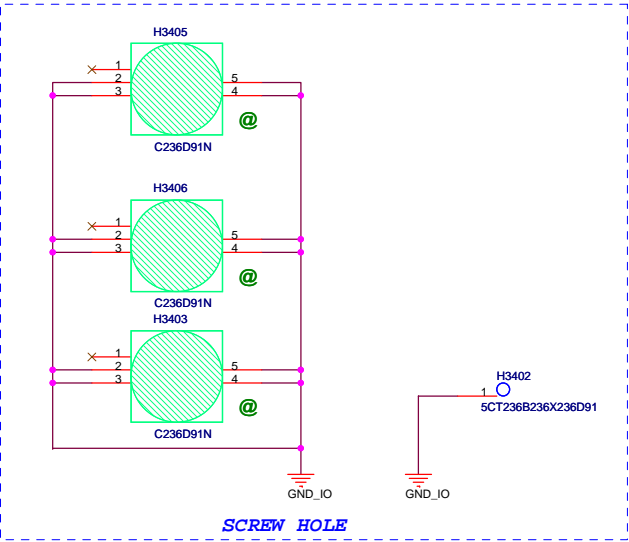 H3405
1
2
3
5
4
@
C236D91N
H3406
1
2
3
5
4
@
C236D91N
H3403
1
2
3
5
4
@
C236D91N
H3402
1
5CT236B236X236D91
GND_IO
GND_IO
SCREW HOLE